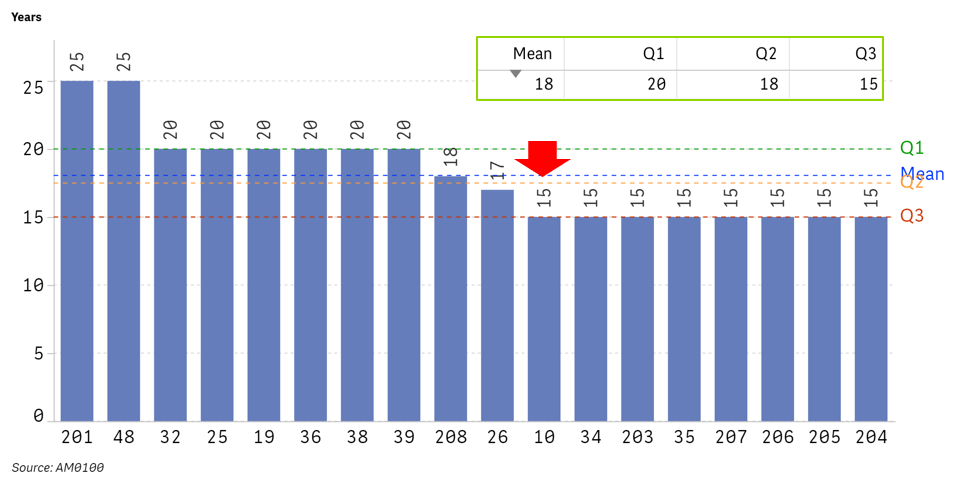 Years
Mean Q1 Q2 Q3
18 20 18 15
25 25 20 20 20 20 20 20 18 17 15 15 15 15 15 15 15 15
25
20
15
10
5
0
Q1
Mean
Q2
Q3
201 48 32 25 19 36 38 39 208 26 10 34 203 35 207 206 205 204
Source: AM0100